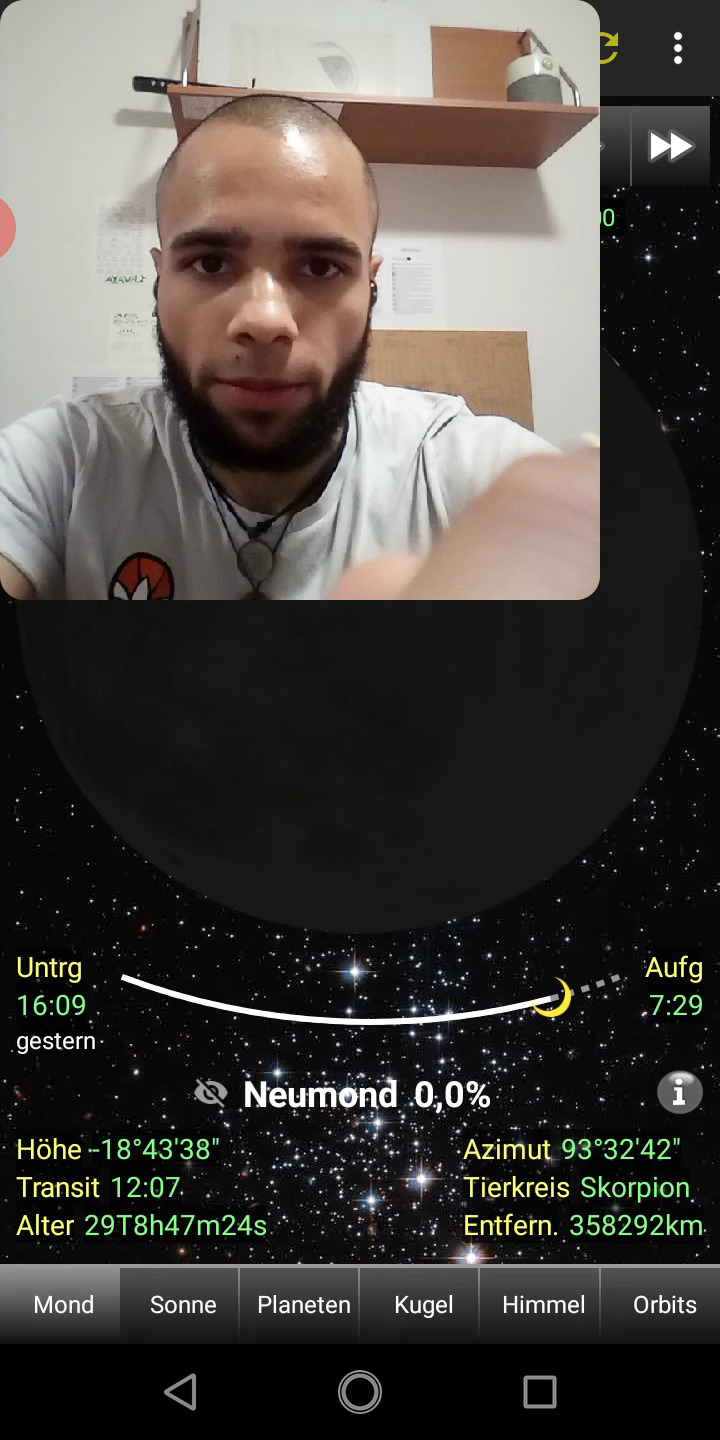 00
Untrg
16:09
gestern
Aufg
7:29
Neumond 0,0%
Höhe -18°43'38"
Azimut 93°32'42"
Transit 12:07
Tierkreis Skorpion
Alter 29T8h47m24s
Entfern. 358292km
Mond Sonne Planeten Kugel Himmel Orbits